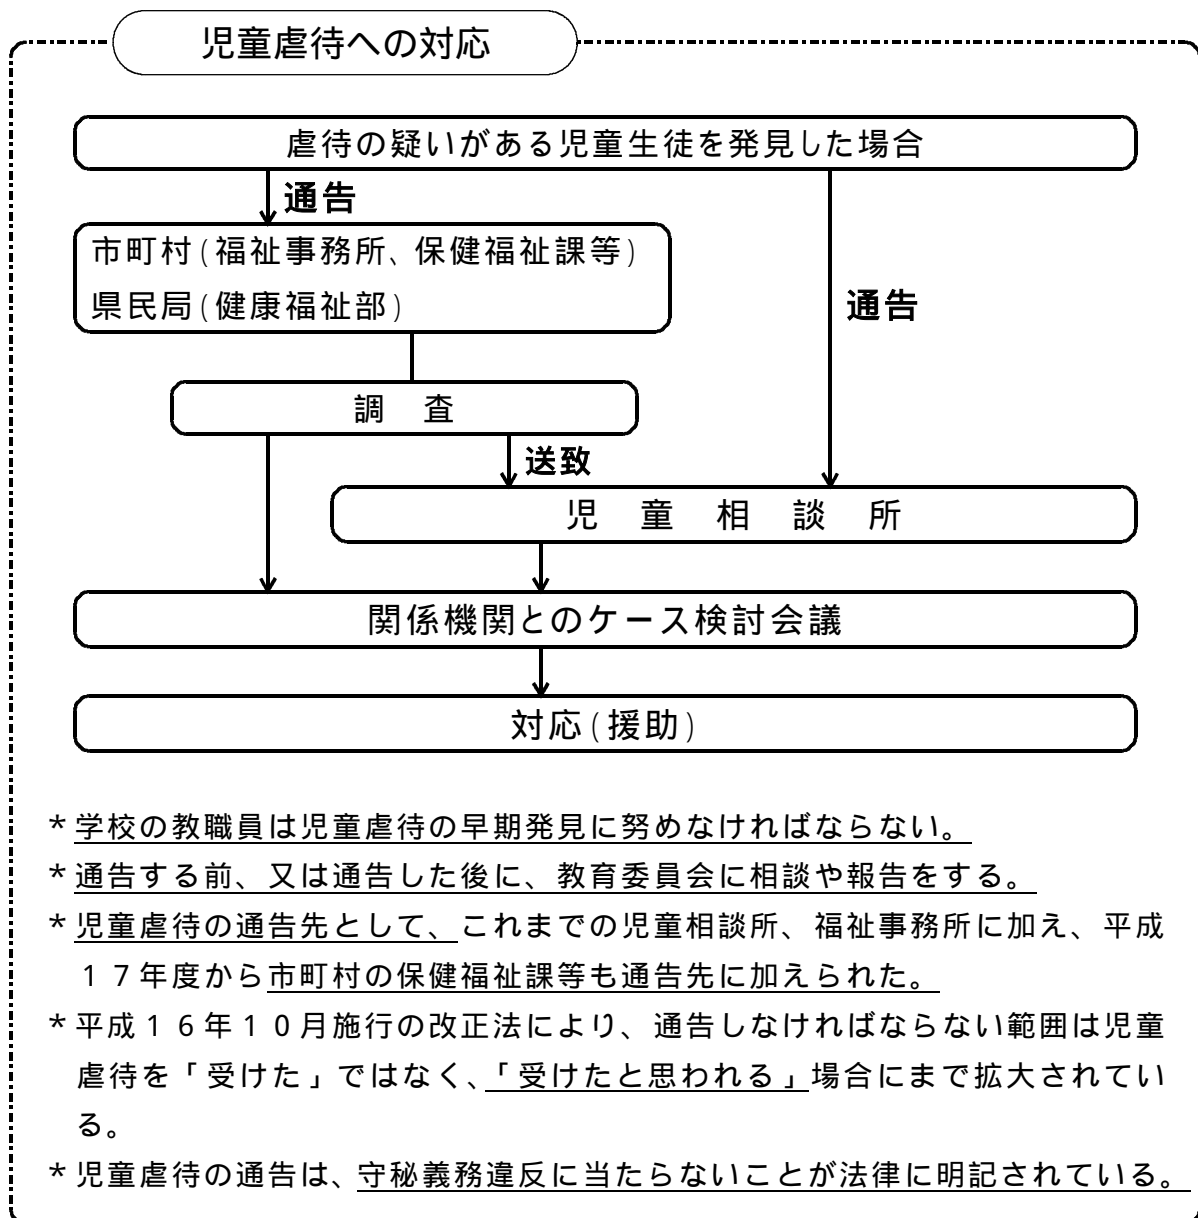 児童虐待への対応
虐待の疑いがある児童生徒を発見した場合
通告
市町村(福祉事務所、保健福祉課等)
県民局(健康福祉部)
通告
調　査
送致
児　童　相　談　所
関係機関とのケース検討会議
対応(援助)
*学校の教職員は児童虐待の早期発見に努めなければならない。
*通告する前、又は通告した後に、教育委員会に相談や報告をする。
*児童虐待の通告先として、これまでの児童相談所、福祉事務所に加え、平成
１７年度から市町村の保健福祉課等も通告先に加えられた。
*平成１６年１０月施行の改正法により、通告しなければならない範囲は児童
虐待を「受けた」ではなく、「受けたと思われる」場合にまで拡大されてい
る。
*児童虐待の通告は、守秘義務違反に当たらないことが法律に明記されている。